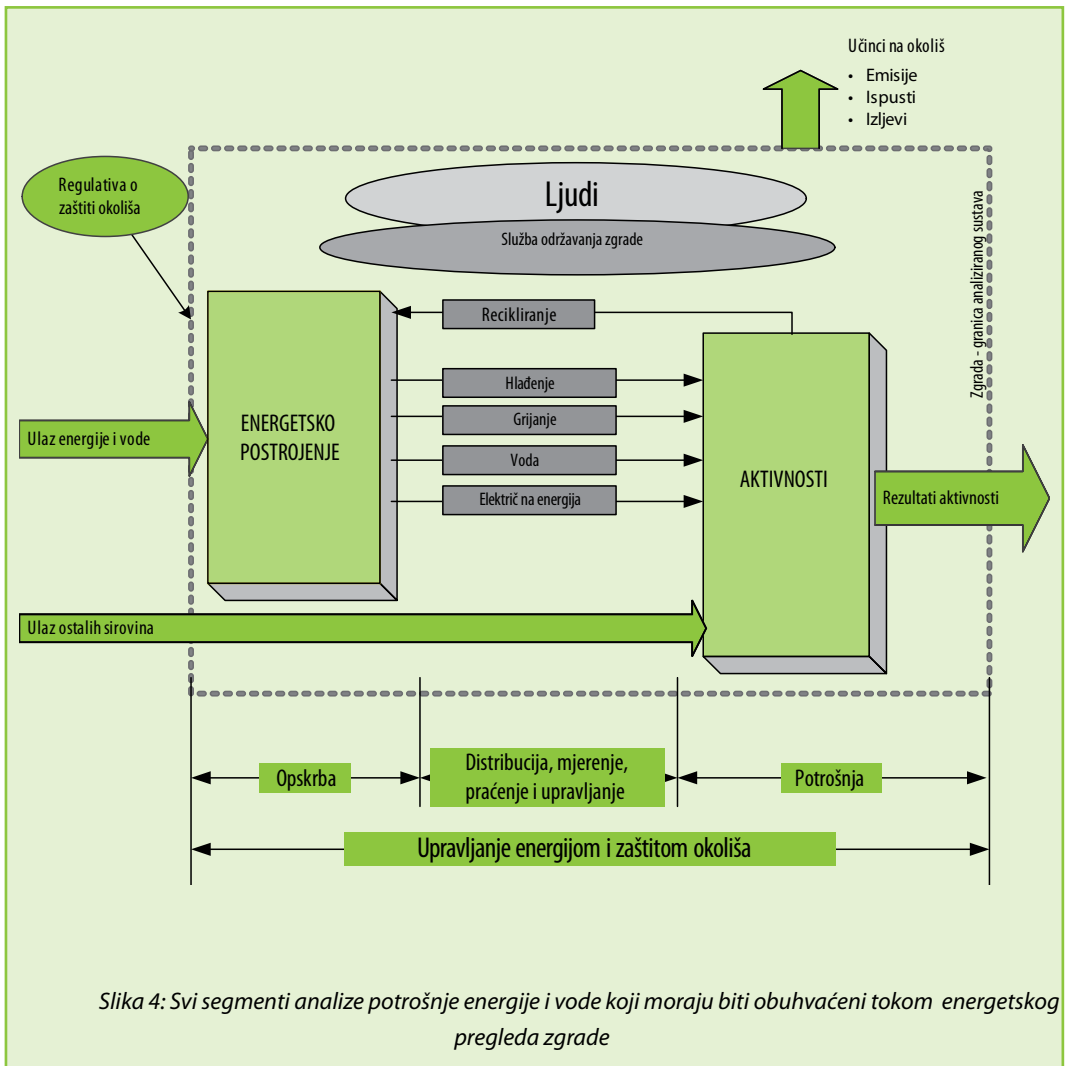 Učinci na okoliš
• Emisije
• Ispusti
• Izljevi
Regulativa o
zaštiti okoliša
Ljudi
Služba održavanja zgrade
Zgrada - granica analiziranog sustava
Recikliranje
Hlađenje
Grijanje
Voda
Električ na energija
ENERGETSKO
POSTROJENJE
AKTIVNOSTI
Ulaz energije i vode
Rezultati aktivnosti
Ulaz ostalih sirovina
Opskrba
Distribucija, mjerenje,
praćenje i upravljanje
Potrošnja
Upravljanje energijom i zaštitom okoliša
Slika 4: Svi segmenti analize potrošnje energije i vode koji moraju biti obuhvaćeni tokom energetskog
pregleda zgrade